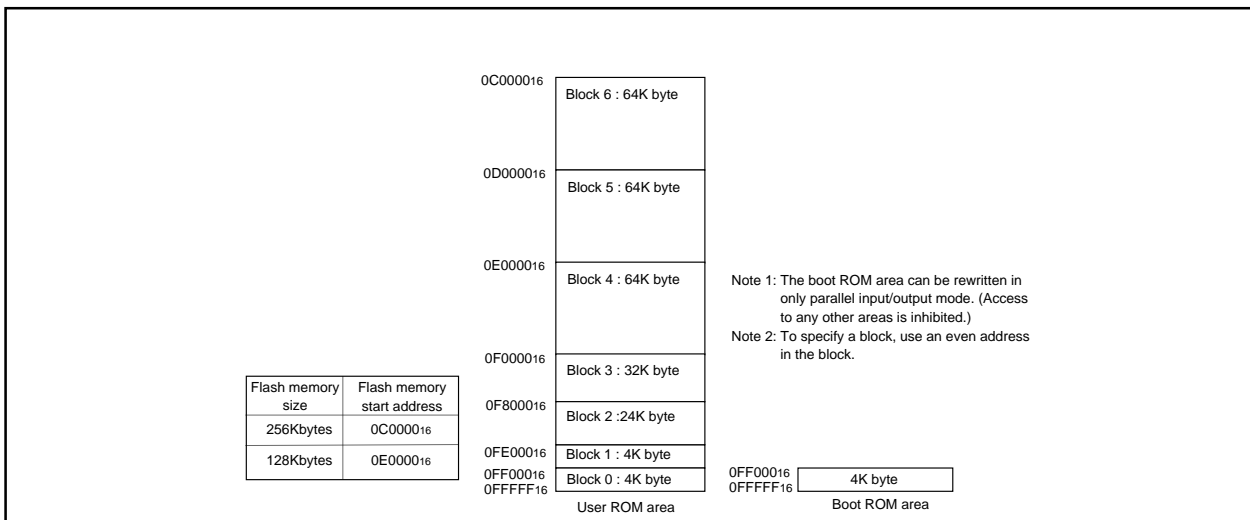 0C000016
Block 6 : 64K byte
0D000016
Block 5 : 64K byte
0E000016
Block 4 : 64K byte
Note 1: The boot ROM area can be rewritten in
only parallel input/output mode. (Access
to any other areas is inhibited.)
Note 2: To specify a block, use an even address
in the block.
0F000016
Block 3 : 32K byte
Flash memory size
Flash memory start address
256Kbytes
0C000016
128Kbytes
0E000016
0F800016
Block 2 :24K byte
0FE00016
Block 1 : 4K byte
0FF00016
Block 0 : 4K byte
0FFFFF16
User ROM area
0FF00016
0FFFFF16
4K byte
Boot ROM area